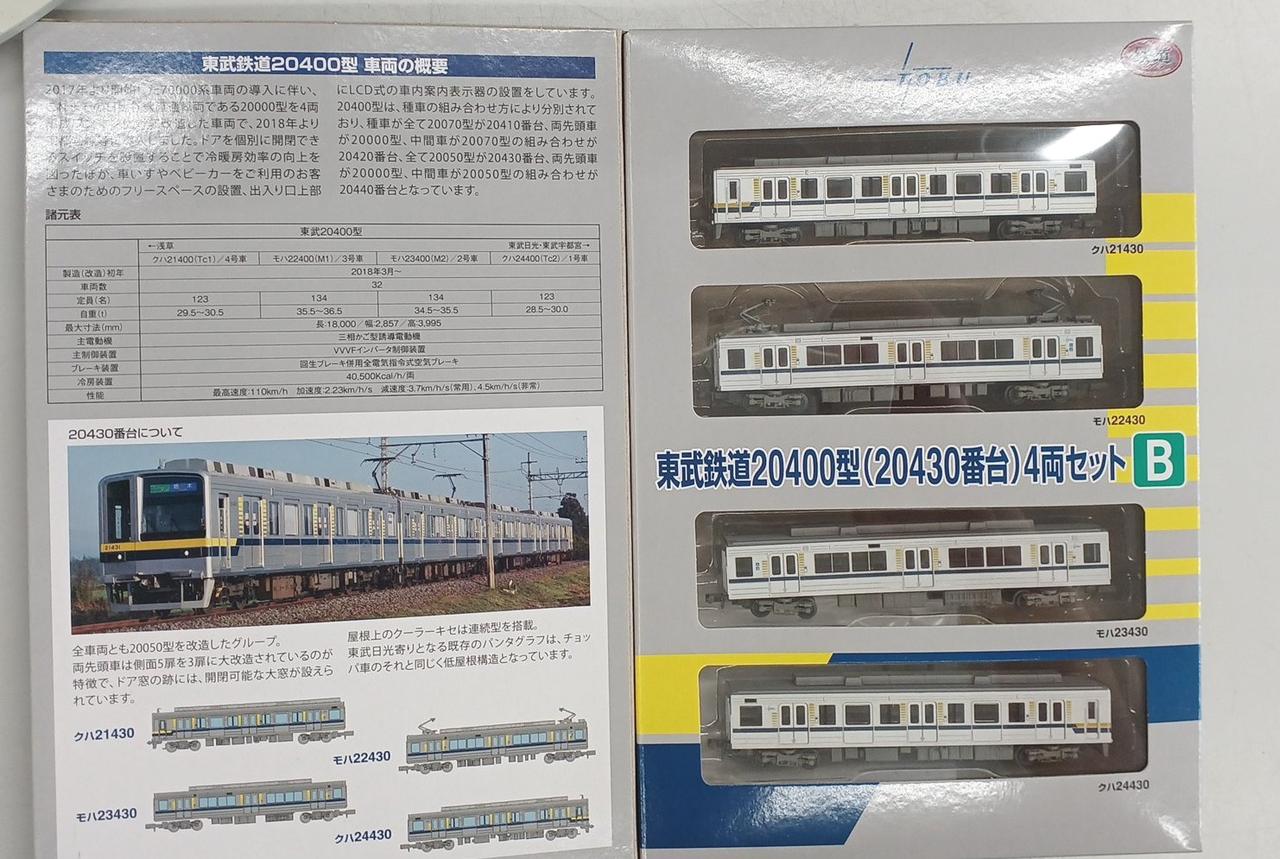 東武鉄道20400型 車両の概要
2017年より 70000系車両の導入に伴い、
である20000型を4両
した車両で、2018年より
しました。ドアを個別に開閉でき
スイッチを設置することで冷暖房効率の向上を
図ったほか、車いすやベビーカーをご利用のお客
さまのためのフリースペースの設置、出入り口上部
にLCD式の車内案内表示器の設置をしています。
20400型は、種車の組み合わせ方により分別されて
おり、種車が全て20070型が20410番台、両先頭車
が20000型、中間車が20070型の組み合わせが
20420番台、全て20050型が20430番台、両先頭車
が20000型、中間車が20050型の組み合わせが
20440番台となっています。
諸元表
東武20400型
←浅草 東武日光・東武宇都宮→
クハ21400(Tc1)/4号車 モハ22400(M1)/3号車 モハ23400(M2)/2号車 クハ24400(Tc2)/1号車
製造(改造)初年 2018年3月~
車両数 32
定員(名) 123 134 134 123
自重(t) 29.5~30.5 35.5~36.5 34.5~35.5 28.5~30.0
最大寸法(mm) 長:18,000/幅:2,857/高:3,995
主電動機 三相かご型誘導電動機
主制御装置 VVVFインバータ制御装置
ブレーキ装置 回生ブレーキ併用全電気指令式空気ブレーキ
冷房装置 40,500Kcal/h/両
性能 最高速度:110km/h 加速度:2.23km/h/s 減速度:3.7km/h/s(常用)、4.5km/h/s(非常)
20430番台について
21431
全車両とも20050型を改造したグループ。
両先頭車は側面5扉を3扉に大改造されているのが
特徴で、ドア窓の跡には、開閉可能な大窓が設えら
れています。
屋根上のクーラーキセは連続型を搭載。
東武日光寄りとなる既存のパンタグラフは、チョッ
パ車のそれと同じく低屋根構造となっています。
クハ21430
モハ22430
モハ23430
クハ24430
TOBU
クハ21430
モハ22430
東武鉄道20400型(20430番台)4両セット B
モハ23430
クハ24430